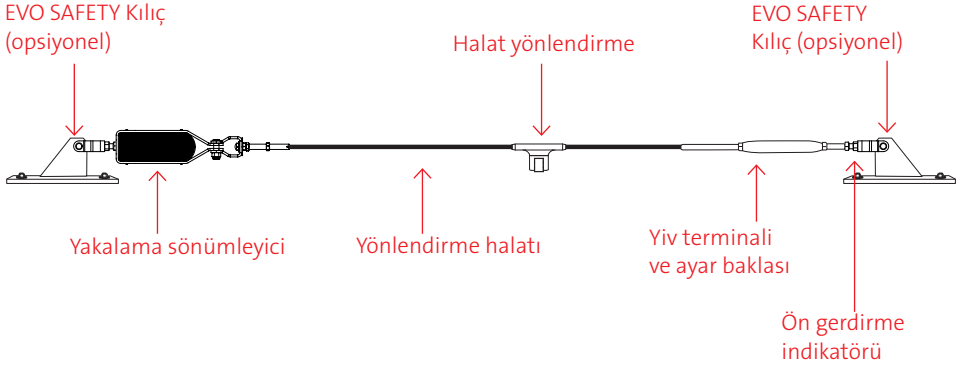 EVO SAFETY Kılıç
(opsiyonel)
Halat yönlendirme
EVO SAFETY
Kılıç (opsiyonel)
Yakalama sönümleyici
Yönlendirme halatı
Yiv terminali
ve ayar baklası
Ön gerdirme
indikatörü